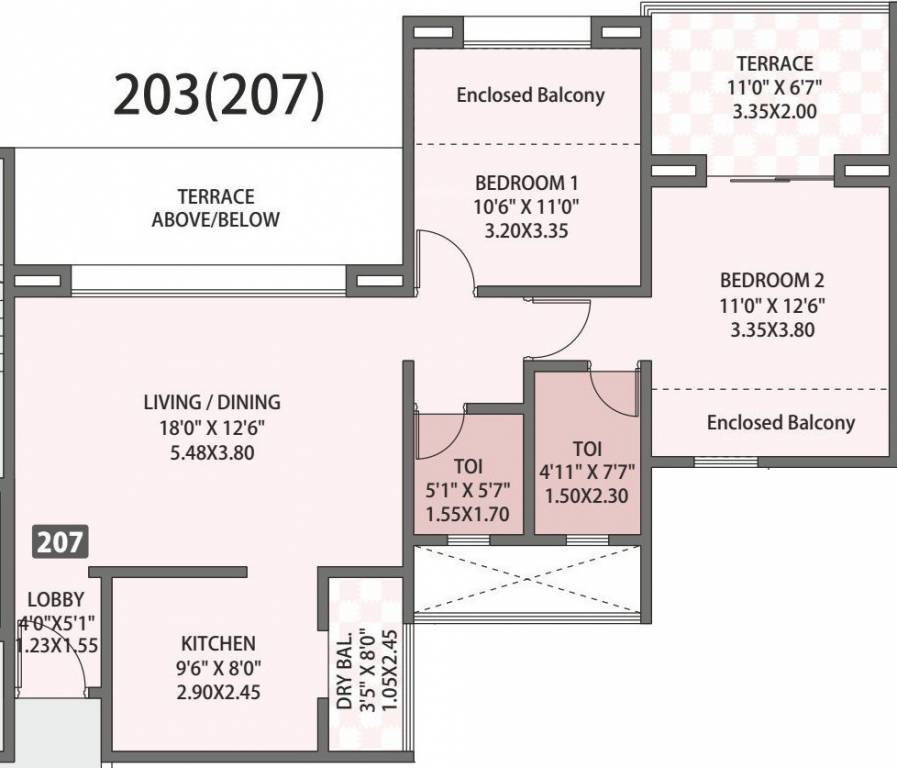 203(207)
TERRACE
ABOVE/BELOW
Enclosed Balcony
BEDROOM 1
10'6" X 11'0"
3.20X3.35
TERRACE
11'0" X 6'7"
3.35X2.00
BEDROOM 2
11'0" X 12'6"
3.35X3.80
Enclosed Balcony
LIVING / DINING
18'0" X 12'6"
5.48X3.80
TOI
5'1" X 5'7"
1.55X1.70
TOI
4'11" X 7'7"
1.50X2.30
207
LOBBY
4'0"X5'1"
1.23X1.55
KITCHEN
9'6" X 8'0"
2.90X2.45
DRY BAL.
3'5" X 8'0"
1.05X2.45